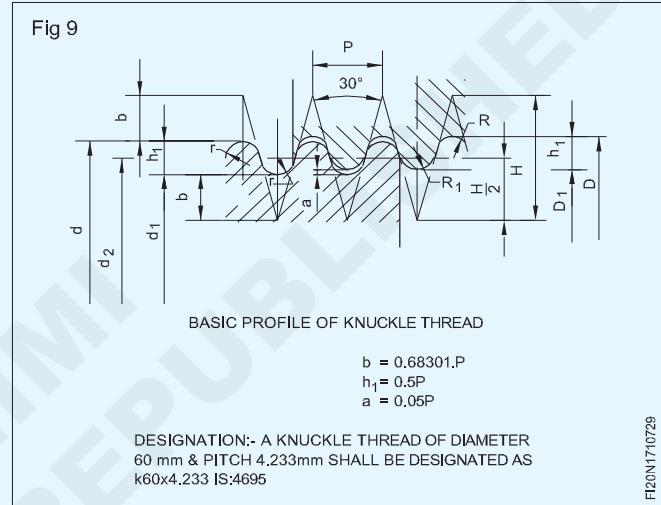 Fig 9
P
30°
b
h1
r
r
b
a
d
d2
d1
R
R1
H/2
H
h1
D1
D
BASIC PROFILE OF KNUCKLE THREAD
b = 0.68301.P
h1= 0.5P
a = 0.05P
DESIGNATION:- A KNUCKLE THREAD OF DIAMETER
60 mm & PITCH 4.233mm SHALL BE DESIGNATED AS
k60x4.233 IS:4695
FI20N1710729